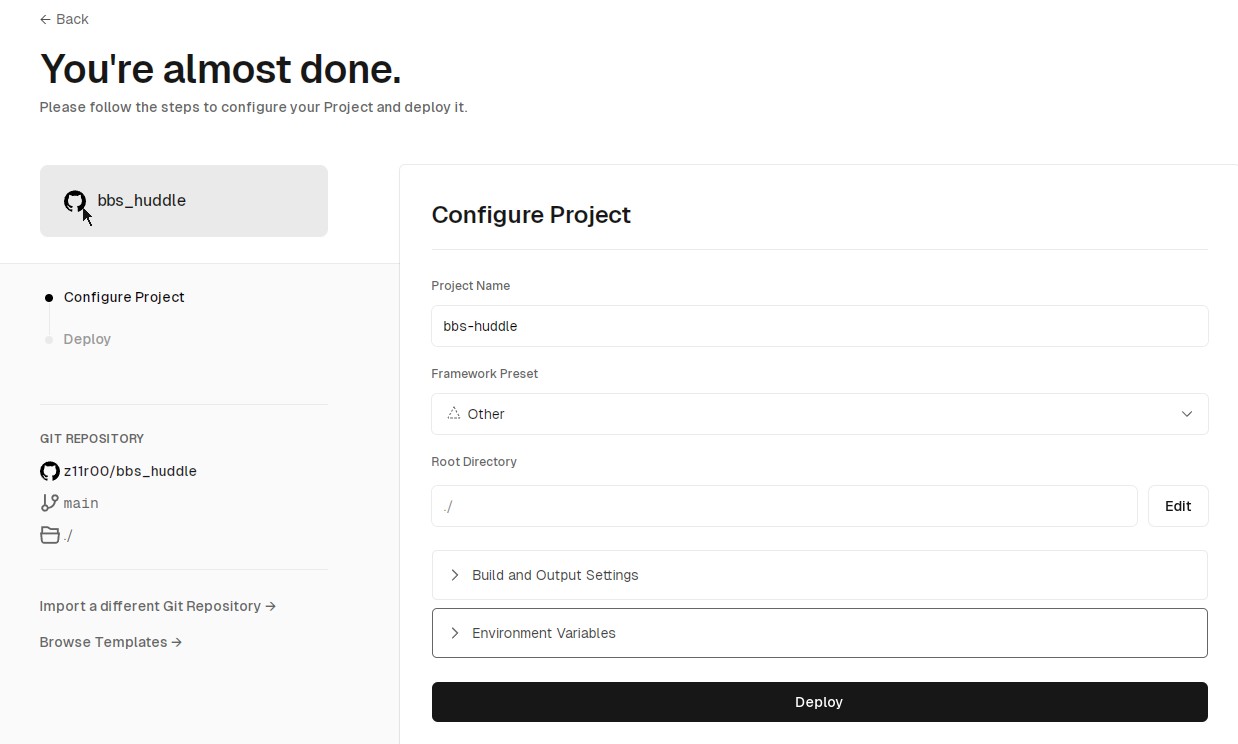 ← Back
You're almost done.
Please follow the steps to configure your Project and deploy it.
bbs_huddle
Configure Project
Deploy
GIT REPOSITORY
z11r00/bbs_huddle
main
./
Import a different Git Repository →
Browse Templates →
Configure Project
Project Name
bbs-huddle
Framework Preset
Other
Root Directory
./
Edit
Build and Output Settings
Environment Variables
Deploy